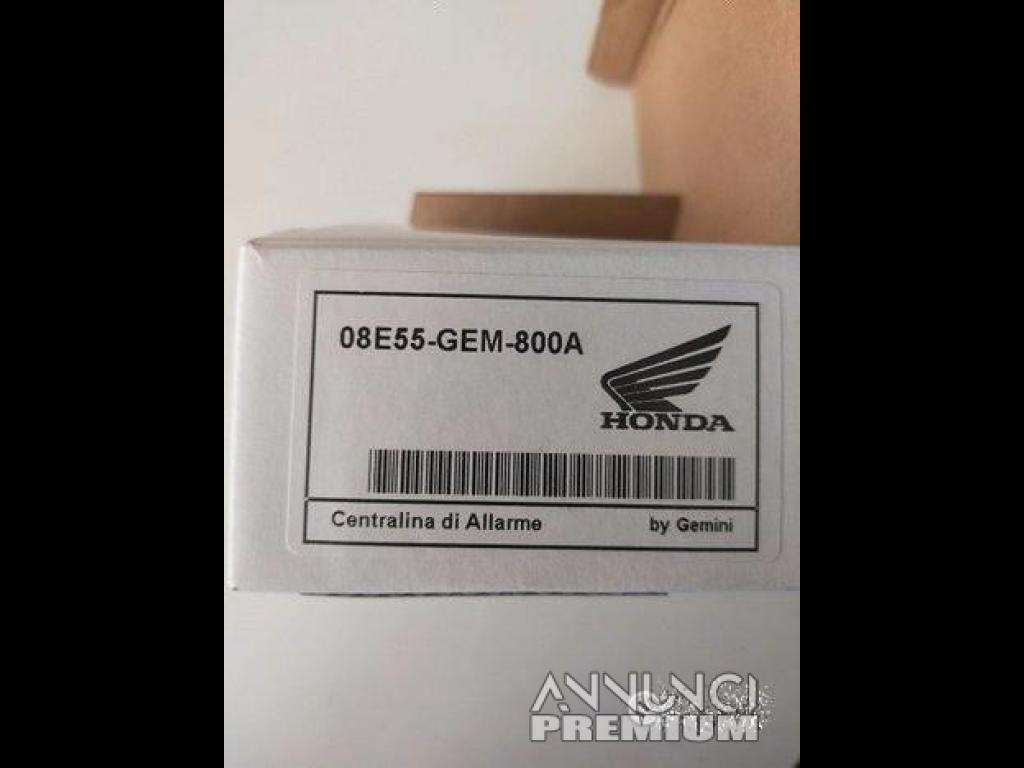 08E55-GEM-800A
HONDA
Centralina di Allarme
by Gemini
ANNUNCI
PREMIUM